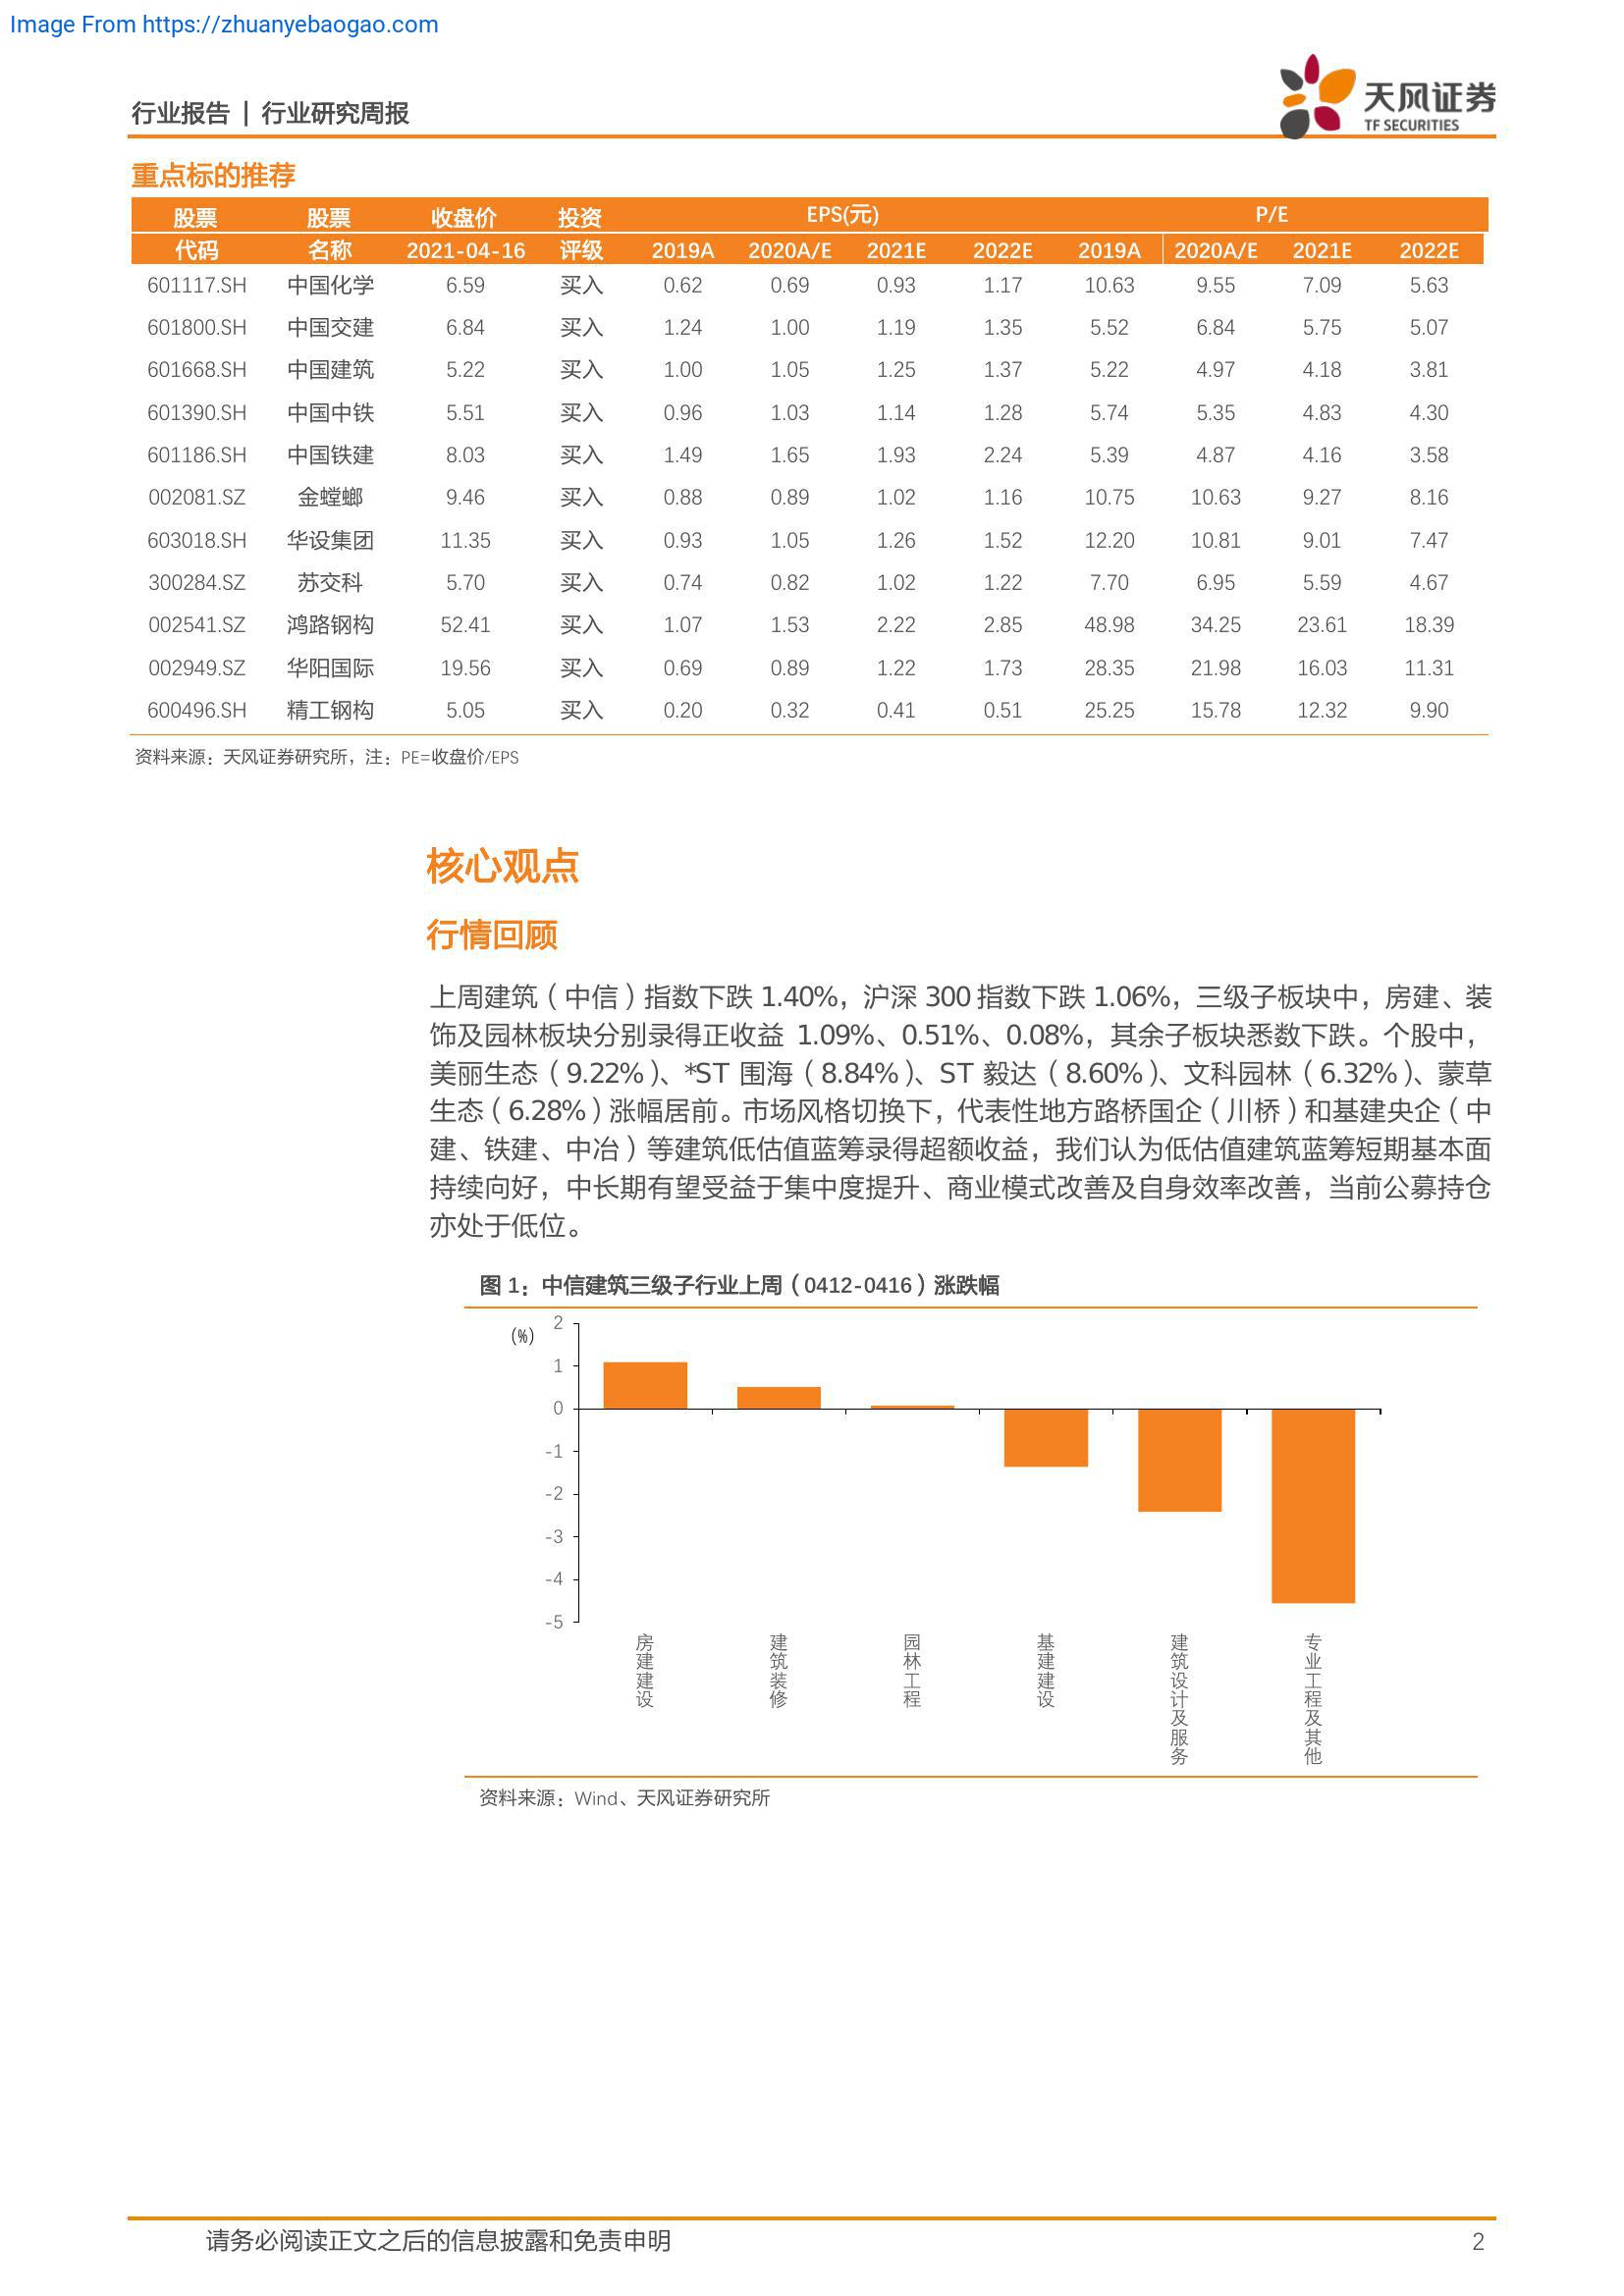 Image From https://zhuanyebaogao.com
行业报告 | 行业研究周报
天风证券
TF SECURITIES
重点标的推荐
股票 股票 收盘价 投资 EPS(元) P/E
代码 名称 2021-04-16 评级 2019A 2020A/E 2021E 2022E 2019A 2020A/E 2021E 2022E
601117.SH 中国化学 6.59 买入 0.62 0.69 0.93 1.17 10.63 9.55 7.09 5.63
601800.SH 中国交建 6.84 买入 1.24 1.00 1.19 1.35 5.52 6.84 5.75 5.07
601668.SH 中国建筑 5.22 买入 1.00 1.05 1.25 1.37 5.22 4.97 4.18 3.81
601390.SH 中国中铁 5.51 买入 0.96 1.03 1.14 1.28 5.74 5.35 4.83 4.30
601186.SH 中国铁建 8.03 买入 1.49 1.65 1.93 2.24 5.39 4.87 4.16 3.58
002081.SZ 金螳螂 9.46 买入 0.88 0.89 1.02 1.16 10.75 10.63 9.27 8.16
603018.SH 华设集团 11.35 买入 0.93 1.05 1.26 1.52 12.20 10.81 9.01 7.47
300284.SZ 苏交科 5.70 买入 0.74 0.82 1.02 1.22 7.70 6.95 5.59 4.67
002541.SZ 鸿路钢构 52.41 买入 1.07 1.53 2.22 2.85 48.98 34.25 23.61 18.39
002949.SZ 华阳国际 19.56 买入 0.69 0.89 1.22 1.73 28.35 21.98 16.03 11.31
600496.SH 精工钢构 5.05 买入 0.20 0.32 0.41 0.51 25.25 15.78 12.32 9.90
资料来源：天风证券研究所，注：PE=收盘价/EPS
核心观点
行情回顾
上周建筑（中信）指数下跌 1.40%，沪深 300 指数下跌 1.06%，三级子板块中，房建、装
饰及园林板块分别录得正收益 1.09%、0.51%、0.08%，其余子板块悉数下跌。个股中，
美丽生态（9.22%）、*ST 围海（8.84%）、ST 毅达（8.60%）、文科园林（6.32%）、蒙草
生态（6.28%）涨幅居前。市场风格切换下，代表性地方路桥国企（川桥）和基建央企（中
建、铁建、中冶）等建筑低估值蓝筹录得超额收益，我们认为低估值建筑蓝筹短期基本面
持续向好，中长期有望受益于集中度提升、商业模式改善及自身效率改善，当前公募持仓
亦处于低位。
图 1：中信建筑三级子行业上周（0412-0416）涨跌幅
(%)
2
1
0
-1
-2
-3
-4
-5
房建建设
建筑装修
园林工程
基建建设
建筑设计及服务
专业工程及其他
资料来源：Wind、天风证券研究所
请务必阅读正文之后的信息披露和免责申明 2